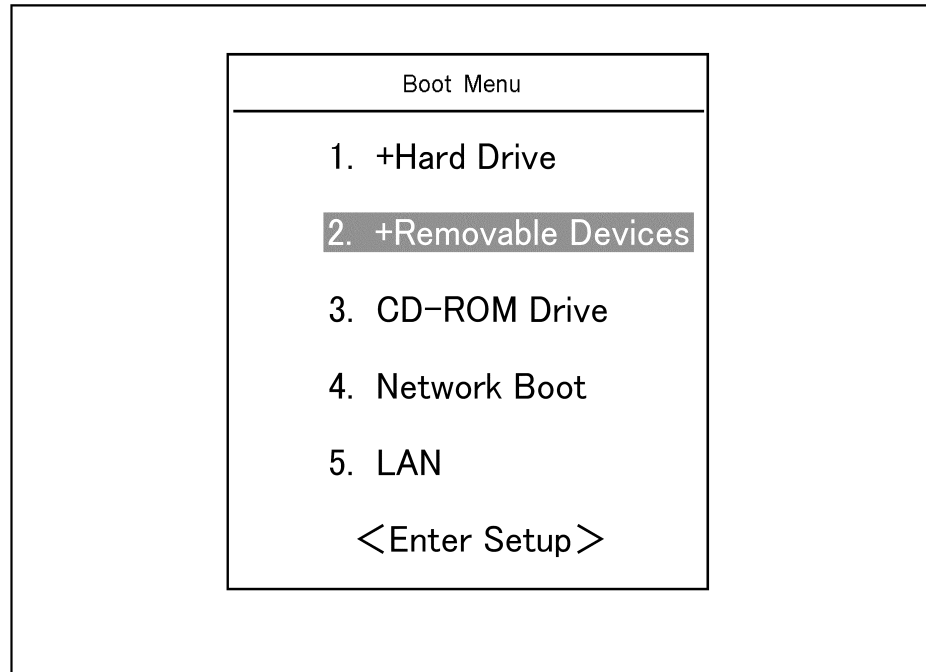 Boot Menu
1. +Hard Drive
2. +Removable Devices
3. CD-ROM Drive
4. Network Boot
5. LAN
<Enter Setup>